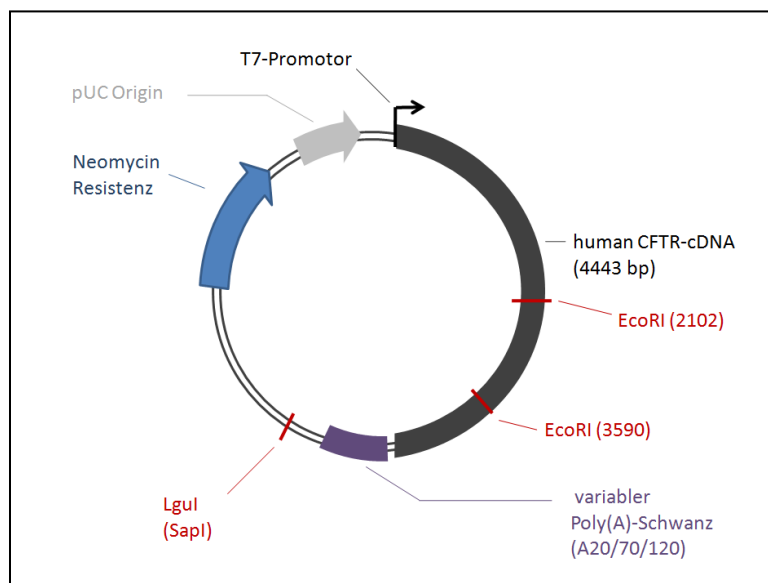 T7-Promotor
pUC Origin
Neomycin
Resistenz
human CFTR-cDNA
(4443 bp)
EcoRI (2102)
EcoRI (3590)
LguI
(SapI)
variabler
Poly(A)-Schwanz
(A20/70/120)